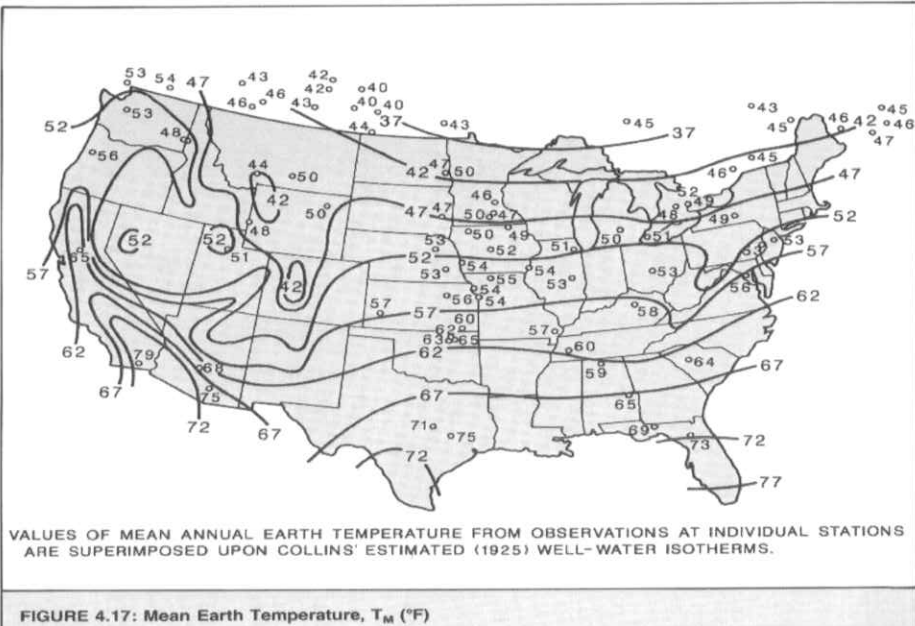 53 54 47 43 42 40
52 53 46 46 43 42 40 40 43 45 46 42 45
48 44 37 43 45 37 45 46 47
56 44 50 42 47 50 46 45 47
42 50 46 52 49
47 47 50 47 48 49 52
52 52 48 51 53 50 49 50 51 53
57 55 52 52 51 57
42 53 54 54 53 53 56
57 56 55 54 54 57 58 62
62 60 62 57
79 68 63 65 62 60 59 64 67
67 75 67 65
72 67 71 75 69 73 72
72 77
VALUES OF MEAN ANNUAL EARTH TEMPERATURE FROM OBSERVATIONS AT INDIVIDUAL STATIONS
ARE SUPERIMPOSED UPON COLLINS' ESTIMATED (1925) WELL-WATER ISOTHERMS.
FIGURE 4.17: Mean Earth Temperature, T_M (°F)